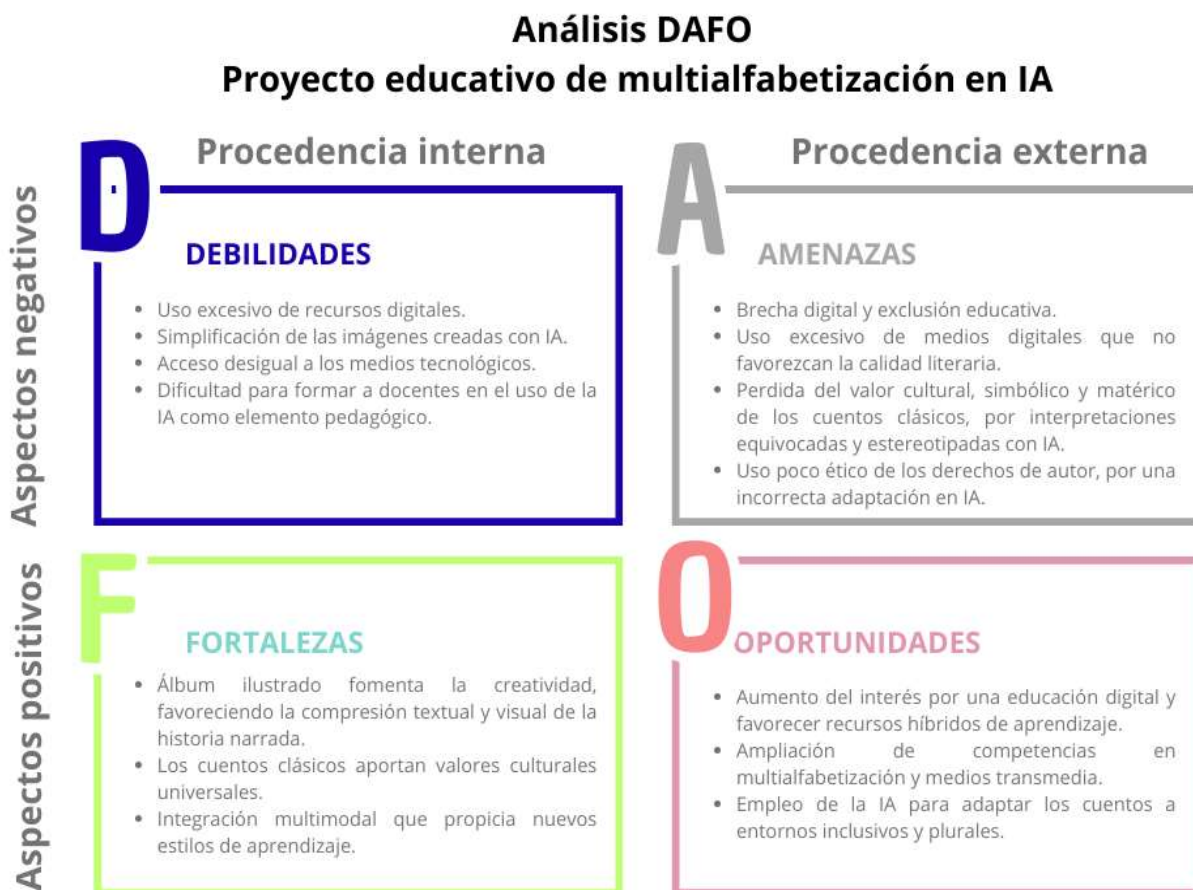 Análisis DAFO
Proyecto educativo de multialfabetización en IA
Procedencia interna
Procedencia externa
Aspectos negativos
D
DEBILIDADES
• Uso excesivo de recursos digitales.
• Simplificación de las imágenes creadas con IA.
• Acceso desigual a los medios tecnológicos.
• Dificultad para formar a docentes en el uso de la
IA como elemento pedagógico.
A
AMENAZAS
• Brecha digital y exclusión educativa.
• Uso excesivo de medios digitales que no
favorezcan la calidad literaria.
• Perdida del valor cultural, simbólico y matérico
de los cuentos clásicos, por interpretaciones
equivocadas y estereotipadas con IA.
• Uso poco ético de los derechos de autor, por una
incorrecta adaptación en IA.
Aspectos positivos
F
FORTALEZAS
• Álbum ilustrado fomenta la creatividad,
favoreciendo la compresión textual y visual de la
historia narrada.
• Los cuentos clásicos aportan valores culturales
universales.
• Integración multimodal que propicia nuevos
estilos de aprendizaje.
O
OPORTUNIDADES
• Aumento del interés por una educación digital y
favorecer recursos híbridos de aprendizaje.
• Ampliación de competencias en
multialfabetización y medios transmedia.
• Empleo de la IA para adaptar los cuentos a
entornos inclusivos y plurales.